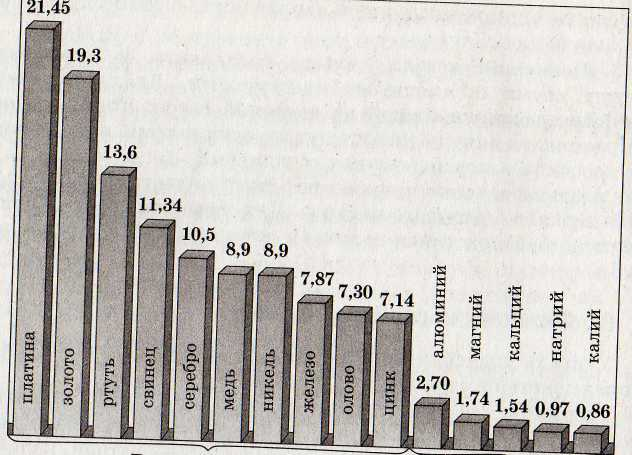 21,45
19,3
13,6
11,34
10,5
8,9
8,9
7,87
7,30
7,14
2,70
1,74
1,54
0,97
0,86
платина
золото
ртуть
свинец
серебро
медь
никель
железо
олово
цинк
алюминий
магний
кальций
натрий
калий